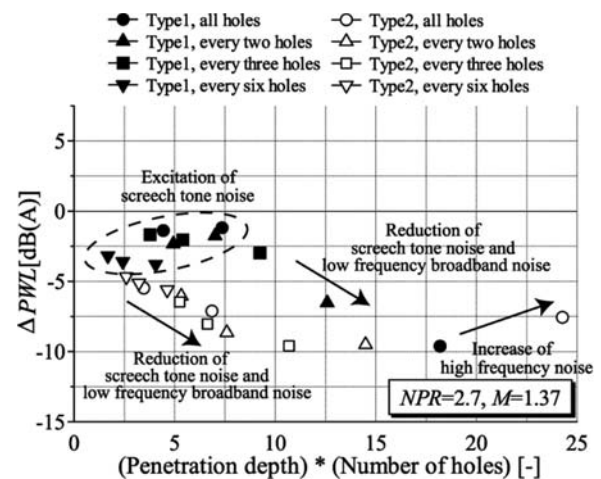 Type1, all holes
Type1, every two holes
Type1, every three holes
Type1, every six holes
Type2, all holes
Type2, every two holes
Type2, every three holes
Type2, every six holes
Excitation of
screech tone noise
Reduction of
screech tone noise and
low frequency broadband noise
Reduction of
screech tone noise and
low frequency broadband noise
Increase of
high frequency noise
NPR=2.7, M=1.37
ΔPWL[dB(A)]
5
0
-5
-10
-15
0
5
10
15
20
25
(Penetration depth) * (Number of holes) [-]